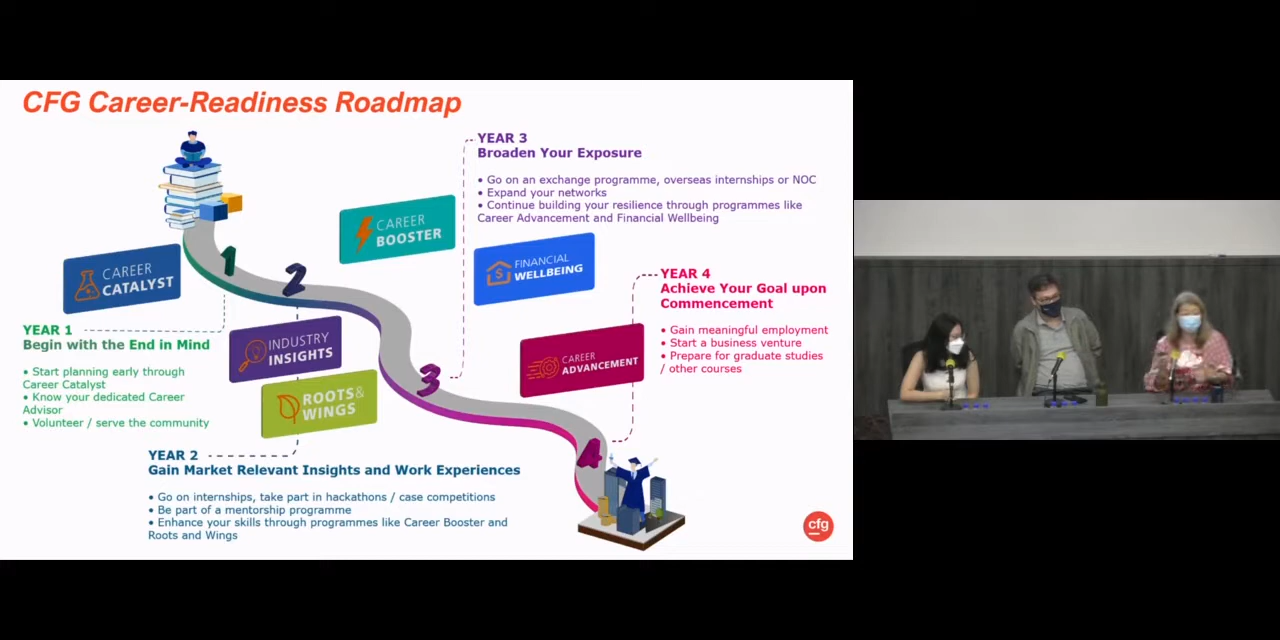 CFG Career-Readiness Roadmap
YEAR 3
Broaden Your Exposure
• Go on an exchange programme, overseas internships or NOC
• Expand your networks
• Continue building your resilience through programmes like
Career Advancement and Financial Wellbeing
CAREER
BOOSTER
FINANCIAL
WELLBEING
1
2
CAREER
CATALYST
YEAR 4
Achieve Your Goal upon
Commencement
• Gain meaningful employment
• Start a business venture
• Prepare for graduate studies
/ other courses
YEAR 1
Begin with the End in Mind
• Start planning early through
Career Catalyst
• Know your dedicated Career
Advisor
• Volunteer / serve the community
INDUSTRY
INSIGHTS
CAREER
ADVANCEMENT
3
ROOTS&
WINGS
4
YEAR 2
Gain Market Relevant Insights and Work Experiences
• Go on internships, take part in hackathons / case competitions
• Be part of a mentorship programme
• Enhance your skills through programmes like Career Booster and
Roots and Wings
cfg